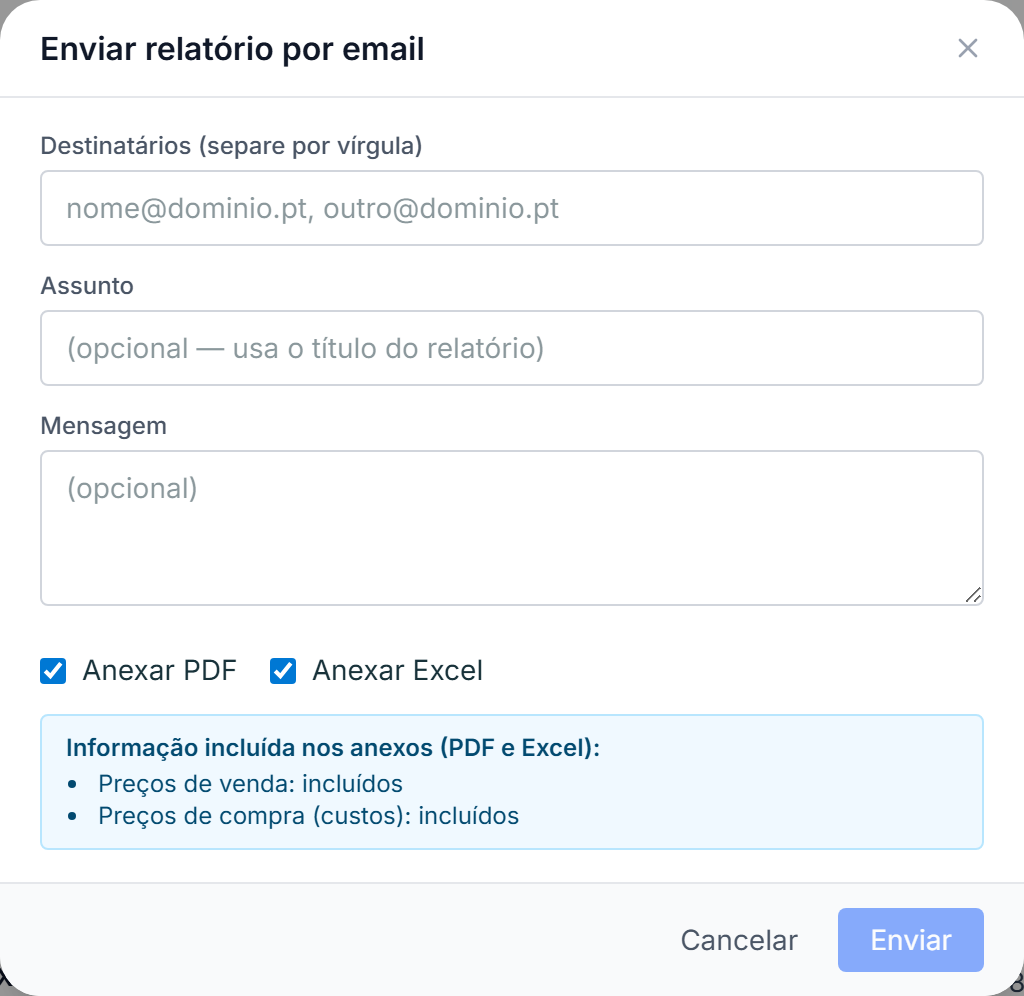 Enviar relatório por email
Destinatários (separe por vírgula)
nome@dominio.pt, outro@dominio.pt
Assunto
(opcional — usa o título do relatório)
Mensagem
(opcional)
Anexar PDF Anexar Excel
Informação incluída nos anexos (PDF e Excel):
• Preços de venda: incluídos
• Preços de compra (custos): incluídos
Cancelar Enviar